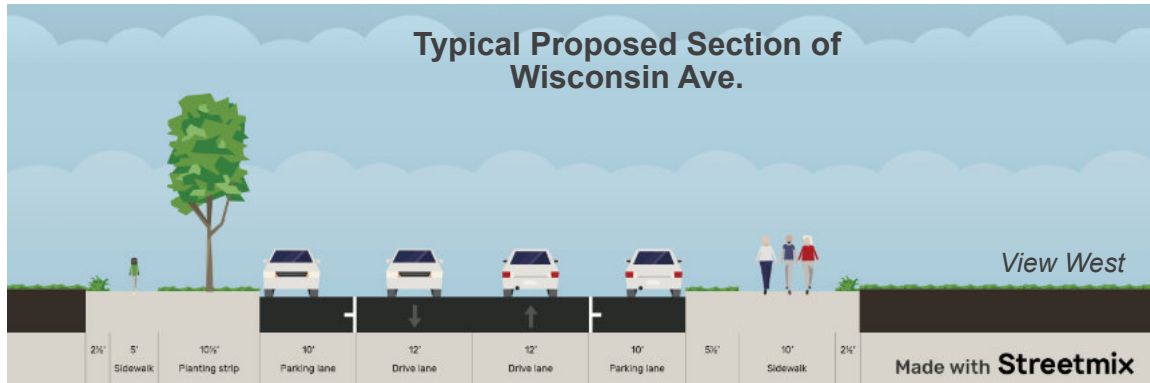 Typical Proposed Section of
Wisconsin Ave.
View West
2½' 5' 10½' 10' 12' 12' 10' 5½' 10' 2½'
Sidewalk Planting strip Parking lane Drive lane Drive lane Parking lane Sidewalk
Made with Streetmix